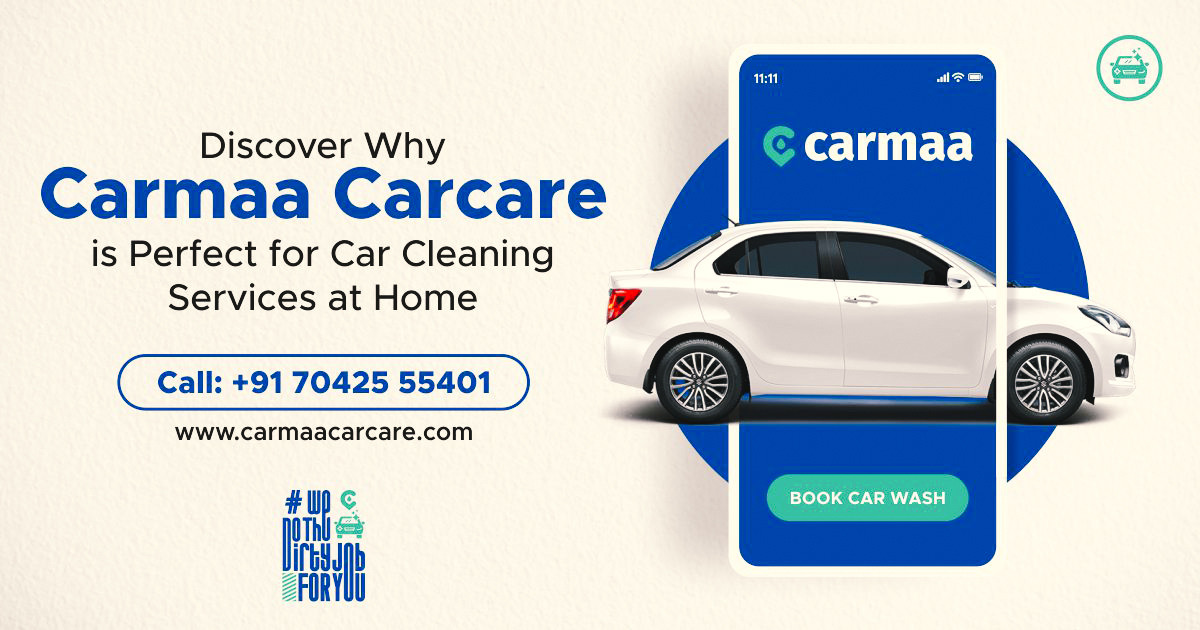 Discover Why
Carmaa Carcare
is Perfect for Car Cleaning
Services at Home
Call: +91 70425 55401
www.carmaacarcare.com
# WE
DO THE
DIRTY JOB
FOR YOU
11:11
carmaa
BOOK CAR WASH